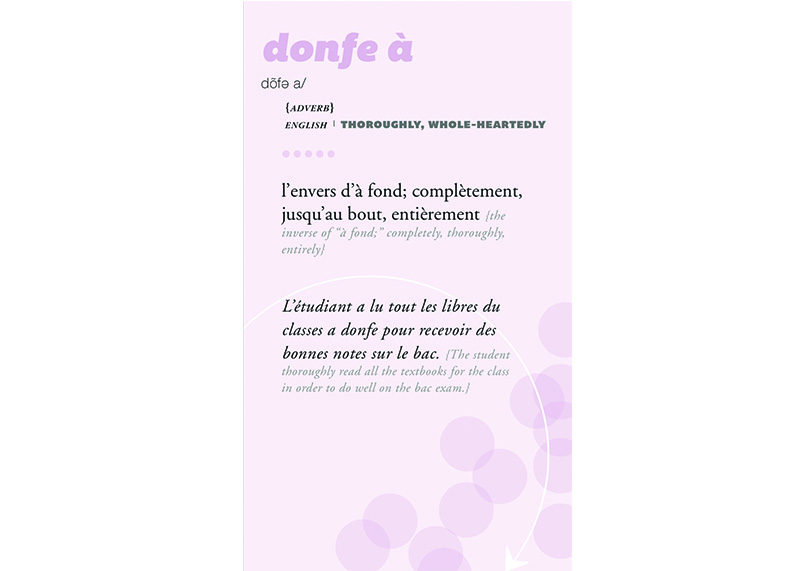 donfe à
dõfə a/
{ADVERB}
ENGLISH | THOROUGHLY, WHOLE-HEARTEDLY
l'envers d'à fond; complètement,
jusqu'au bout, entièrement {the
inverse of "à fond;" completely, thoroughly,
entirely}
L'étudiant a lu tout les libres du
classes a donfe pour recevoir des
bonnes notes sur le bac. {The student
thoroughly read all the textbooks for the class
in order to do well on the bac exam.}